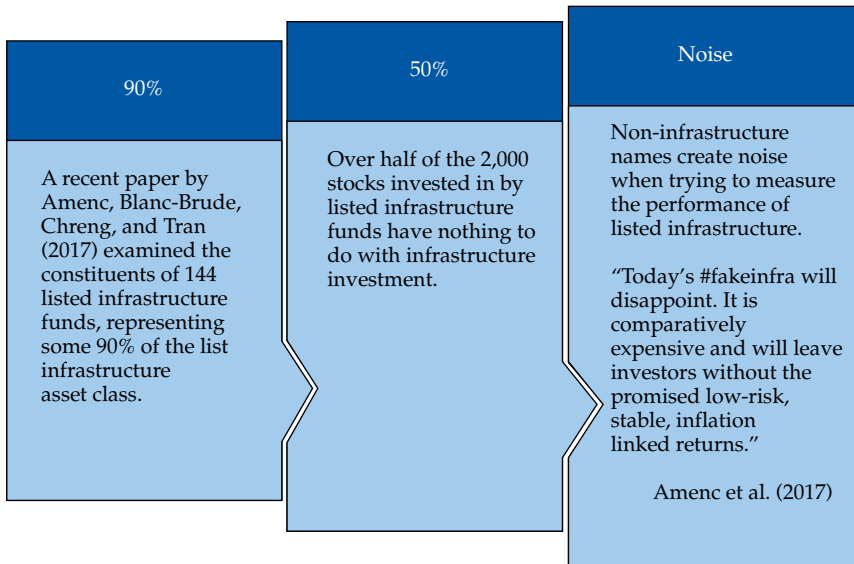 90%
A recent paper by
Amenc, Blanc-Brude,
Chreng, and Tran
(2017) examined the
constituents of 144
listed infrastructure
funds, representing
some 90% of the list
infrastructure
asset class.
50%
Over half of the 2,000
stocks invested in by
listed infrastructure
funds have nothing to
do with infrastructure
investment.
Noise
Non-infrastructure
names create noise
when trying to measure
the performance of
listed infrastructure.
“Today’s #fakeinfra will
disappoint. It is
comparatively
expensive and will leave
investors without the
promised low-risk,
stable, inflation
linked returns.”
Amenc et al. (2017)